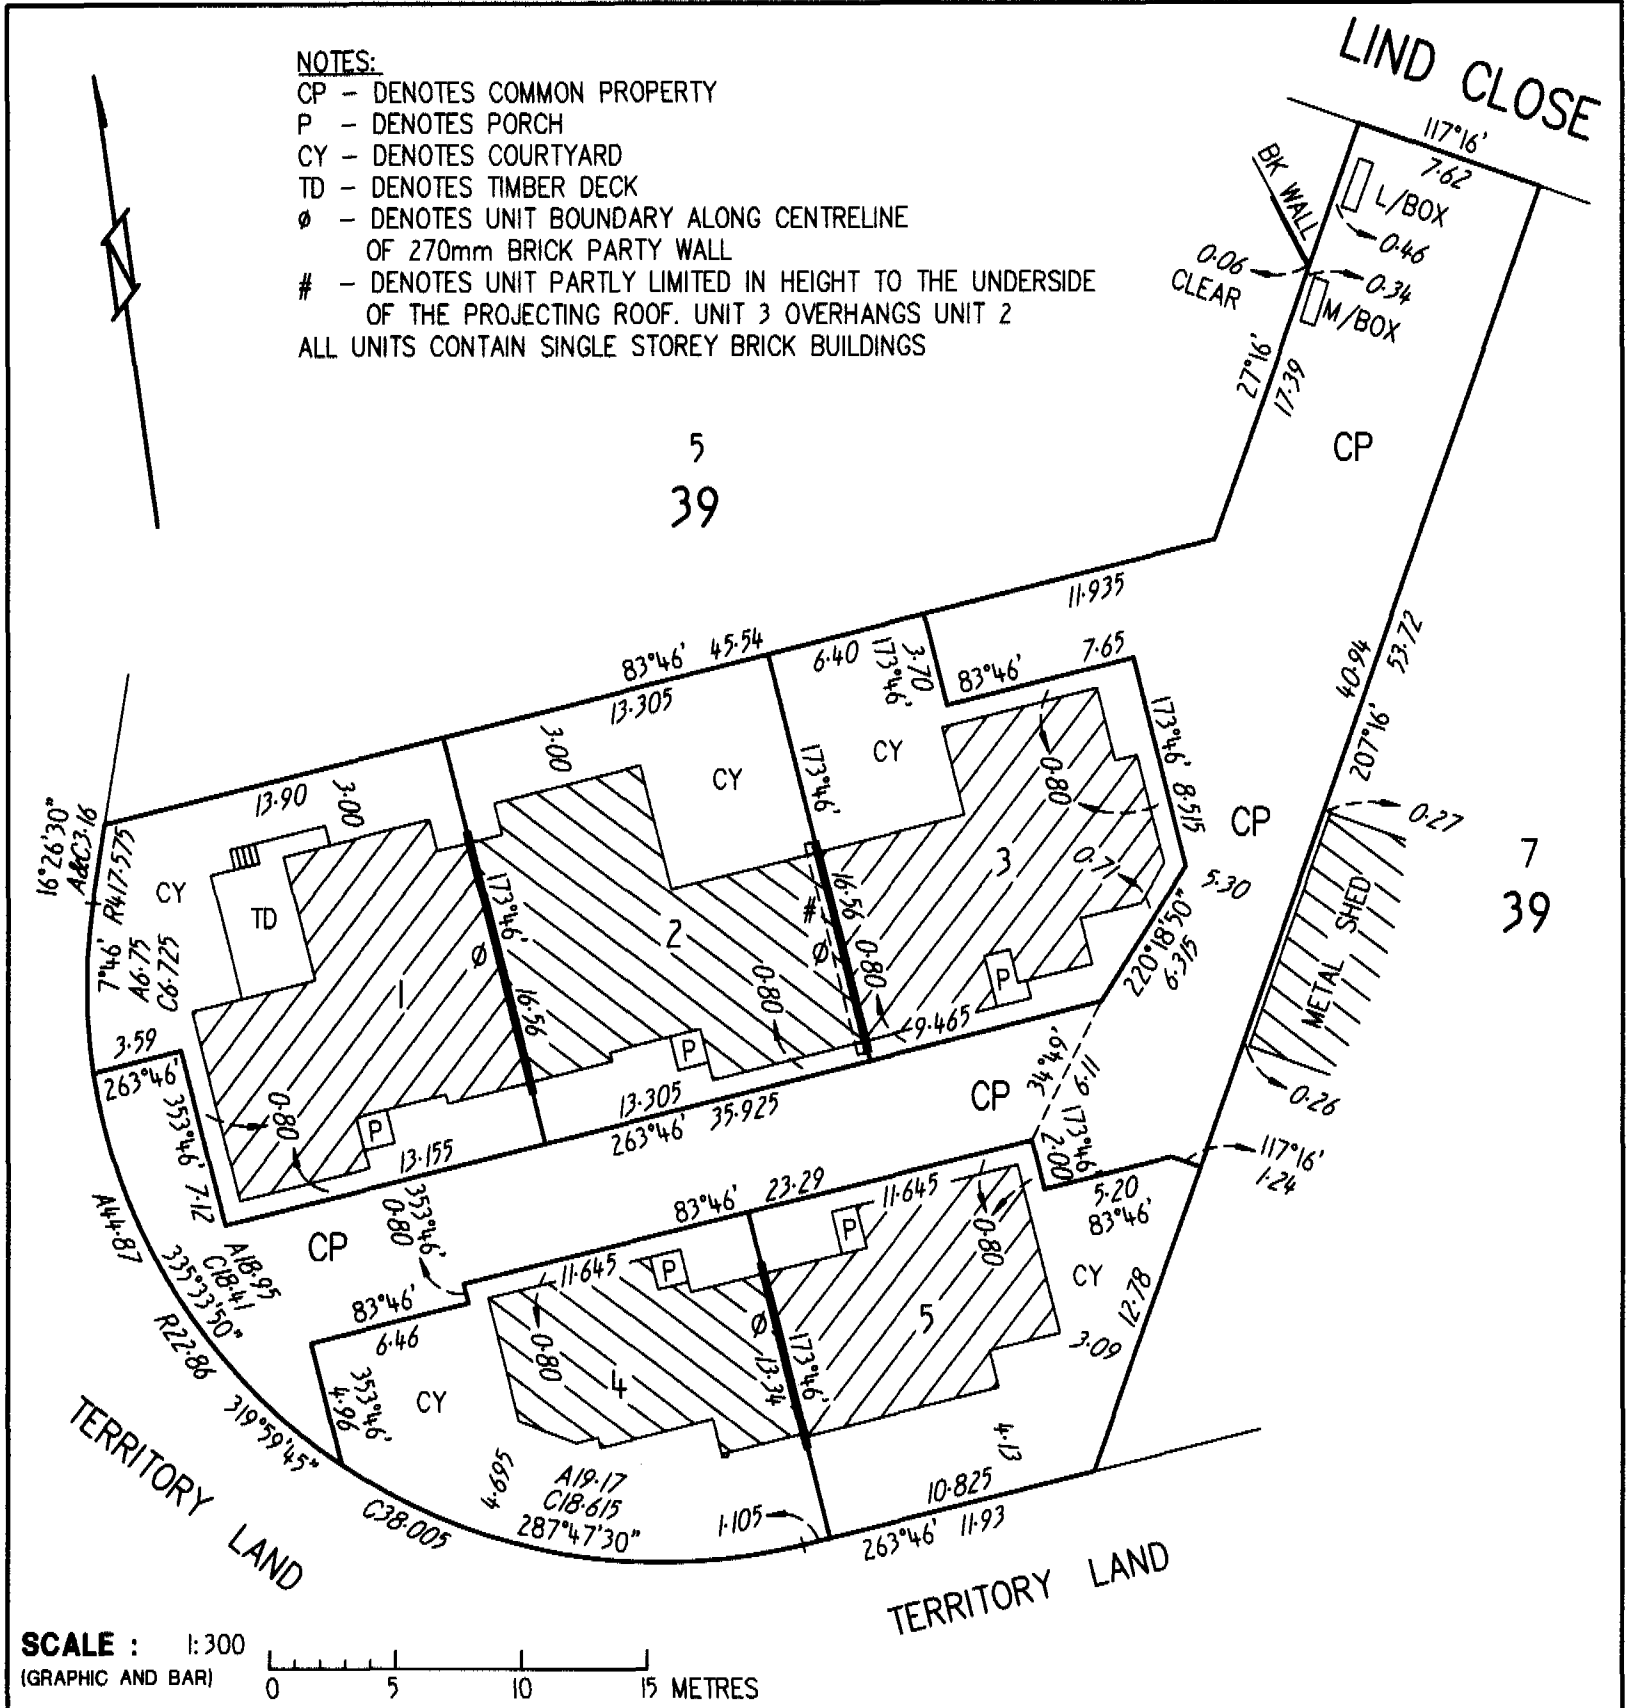 NOTES:
CP – DENOTES COMMON PROPERTY
P – DENOTES PORCH
CY – DENOTES COURTYARD
TD – DENOTES TIMBER DECK
ø – DENOTES UNIT BOUNDARY ALONG CENTRELINE
OF 270mm BRICK PARTY WALL
# – DENOTES UNIT PARTLY LIMITED IN HEIGHT TO THE UNDERSIDE
OF THE PROJECTING ROOF. UNIT 3 OVERHANGS UNIT 2
ALL UNITS CONTAIN SINGLE STOREY BRICK BUILDINGS
LIND CLOSE
117°16'
7·62
BK WALL
L/BOX
0·46
0·06
CLEAR
0·34
M/BOX
27°16'
17·39
CP
5
39
11·935
83°46' 45·54
13·305
6·40
173°46'
3·70
83°46'
7·65
173°46' 8·515
40·94
53·72
207°16'
13·90
3·00
3·00
CY
173°46'
CY
0·80
CP
0·27
7
39
16°26'30"
A&C3·16
R417·575
CY
TD
7°46'
A6·75
C6·725
1
173°46'
ø
16·56
2
#
ø
16·56
0·80
0·80
3
0·71
P
5·30
220°18'50"
6·315
METAL SHED
0·26
3·59
263°46'
353°46' 7·12
0·80
P
P
9·465
13·155
13·305
263°46' 35·925
CP
34°49'
6·11
173°46'
2·00
5·20
83°46'
117°16'
1·24
A44·87
R22·86
319°59'45"
C38·005
A18·95
C18·41
335°33'50"
CP
353°46'
0·80
83°46' 23·29
11·645
11·645
83°46'
6·46
353°46'
4·96
CY
P
P
0·80
0·80
4
ø
13·34
173°46'
5
CY
12·78
3·09
4·695
A19·17
C18·615
287°47'30"
1·105
4·13
10·825
263°46' 11·93
TERRITORY LAND
TERRITORY LAND
SCALE : 1:300
(GRAPHIC AND BAR)
0 5 10 15 METRES